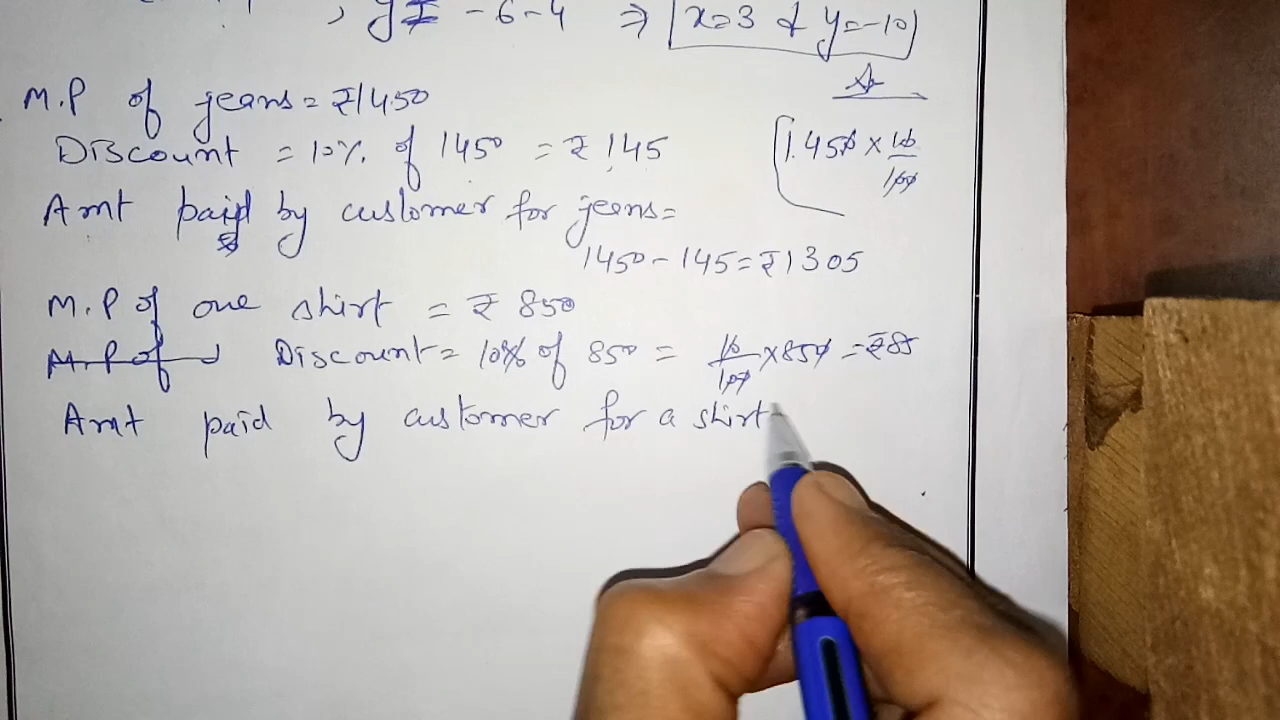 , y = -6-4 ⇒ x=3 & y=-10
M.P of jeans = ₹1450
Discount = 10% of 1450 = ₹145 [1450 × 10/100
Amt paid by customer for jeans =
1450 - 145 = ₹1305
M.P of one shirt = ₹850
M.P of Discount = 10% of 850 = 10/100 × 850 = ₹85
Amt paid by customer for a shirt